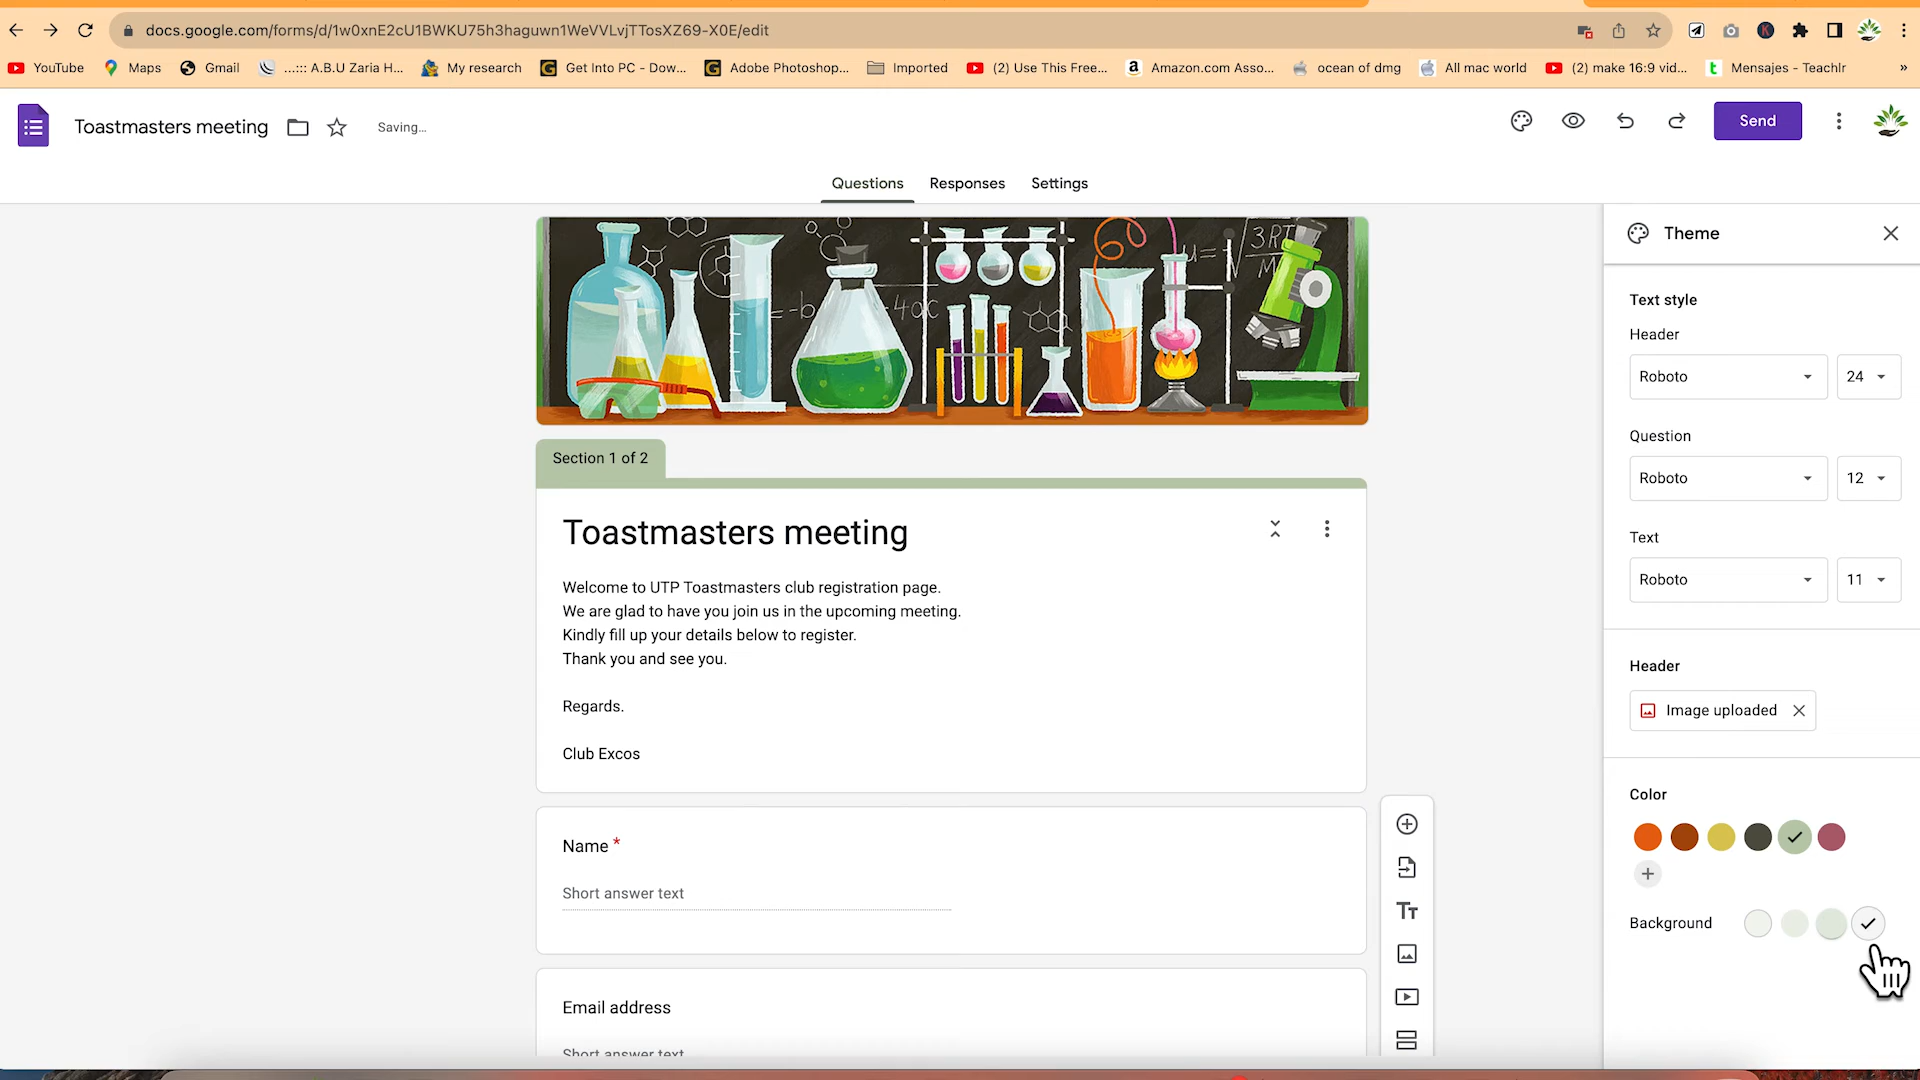 docs.google.com/forms/d/1w0xnE2cU1BWKU75h3haguwn1WeVVLvjTTosXZ69-X0E/edit
YouTube Maps Gmail ...::: A.B.U Zaria H... My research Get Into PC - Dow... Adobe Photoshop... Imported (2) Use This Free... Amazon.com Asso... ocean of dmg All mac world (2) make 16:9 vid... Mensajes - Teachlr »
Toastmasters meeting Saving... Send
Questions Responses Settings
Section 1 of 2
Toastmasters meeting
Welcome to UTP Toastmasters club registration page.
We are glad to have you join us in the upcoming meeting.
Kindly fill up your details below to register.
Thank you and see you.
Regards.
Club Excos
Name *
Short answer text
Email address
Short answer text
Theme
Text style
Header
Roboto 24
Question
Roboto 12
Text
Roboto 11
Header
Image uploaded
Color
Background